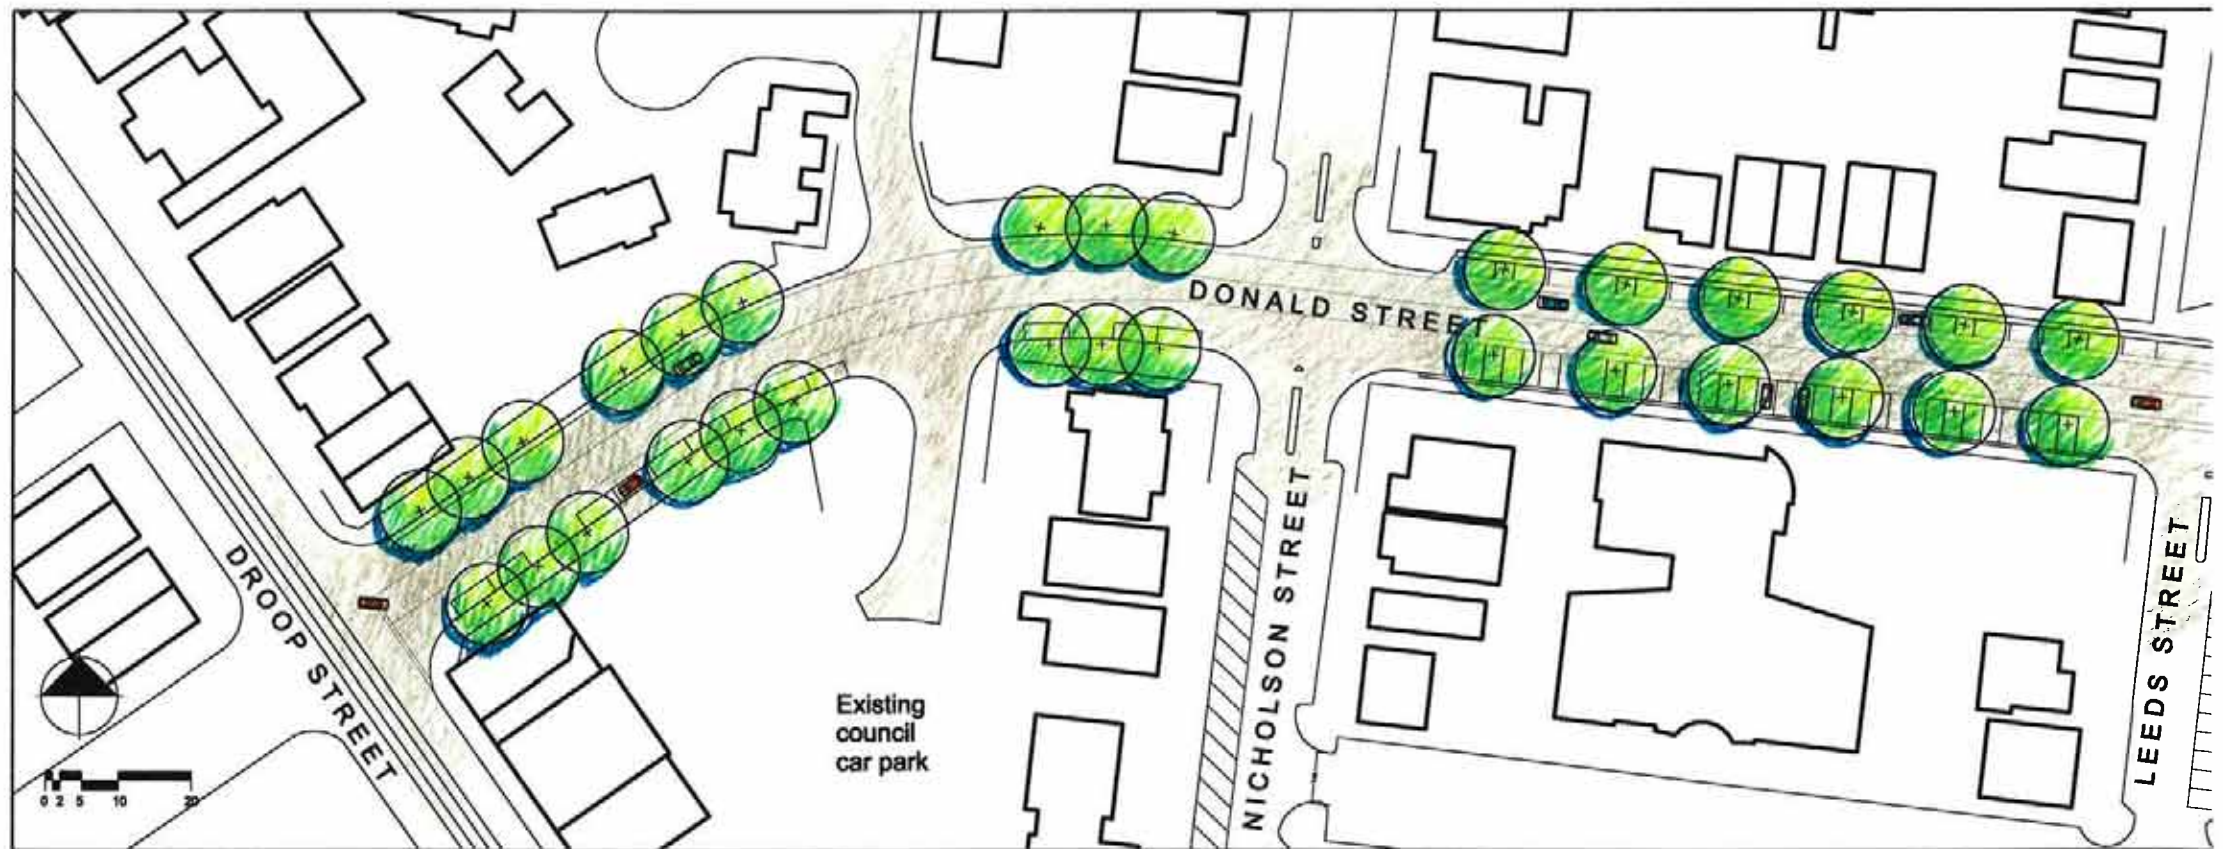 DONALD STREET
DROOP STREET
NICHOLSON STREET
LEEDS STREET
Existing
council
car park
0 2 5 10 20